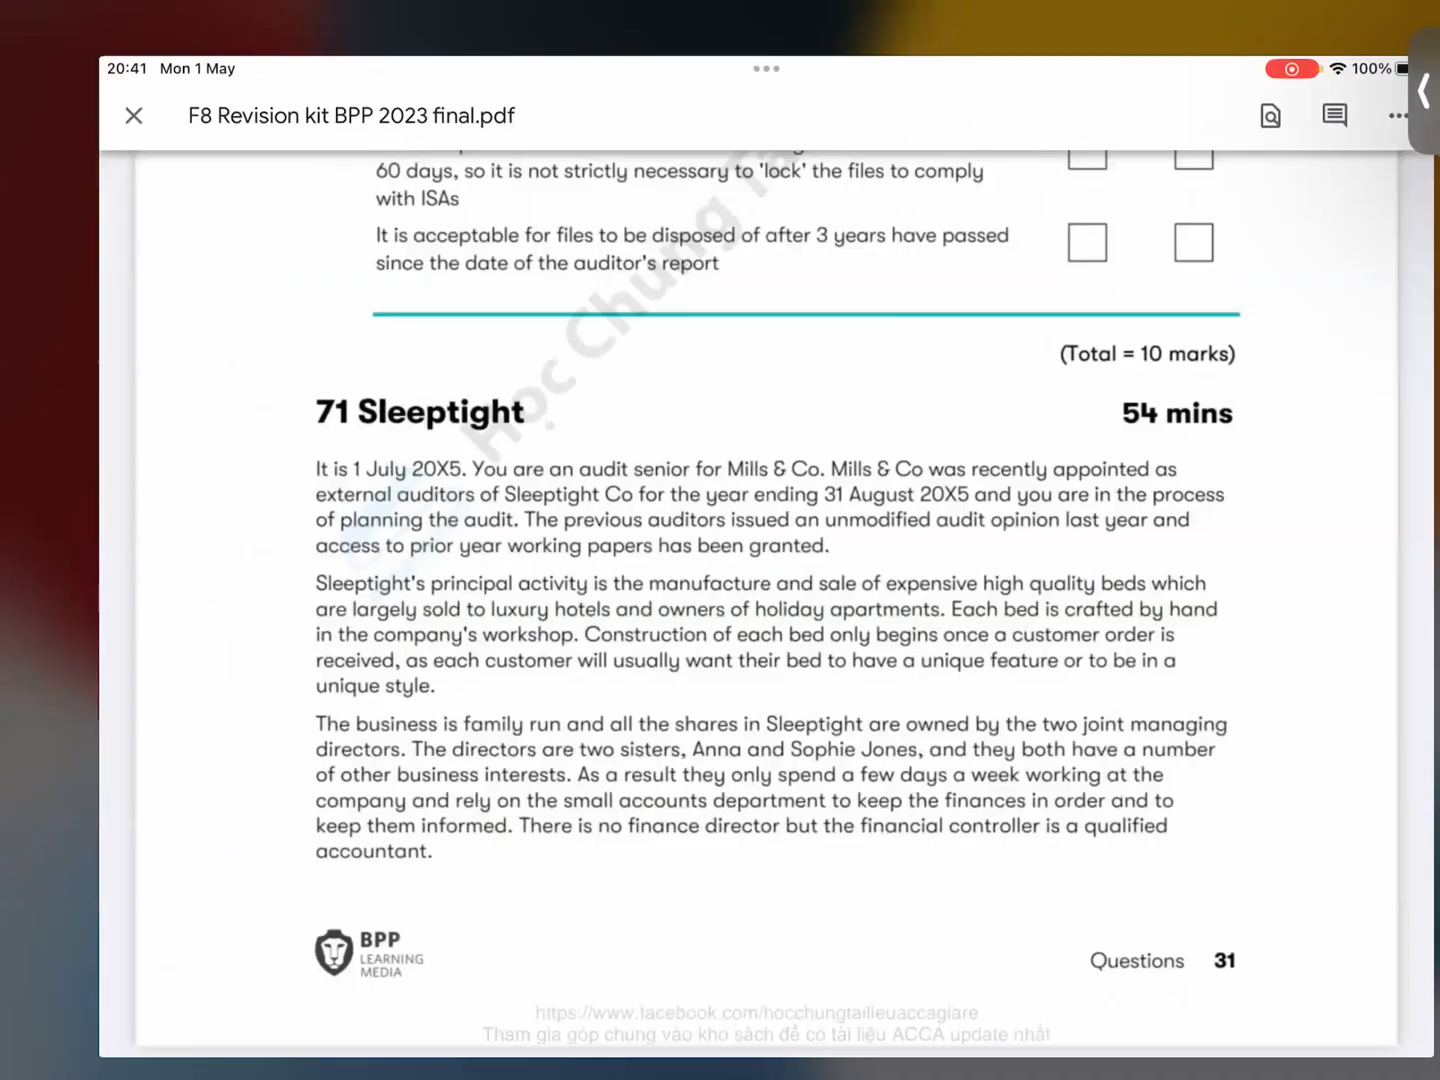 20:41 Mon 1 May
100%
F8 Revision kit BPP 2023 final.pdf
60 days, so it is not strictly necessary to 'lock' the files to comply
with ISAs
It is acceptable for files to be disposed of after 3 years have passed
since the date of the auditor's report
Học Chung
(Total = 10 marks)
71 Sleeptight 54 mins
It is 1 July 20X5. You are an audit senior for Mills & Co. Mills & Co was recently appointed as
external auditors of Sleeptight Co for the year ending 31 August 20X5 and you are in the process
of planning the audit. The previous auditors issued an unmodified audit opinion last year and
access to prior year working papers has been granted.
Sleeptight's principal activity is the manufacture and sale of expensive high quality beds which
are largely sold to luxury hotels and owners of holiday apartments. Each bed is crafted by hand
in the company's workshop. Construction of each bed only begins once a customer order is
received, as each customer will usually want their bed to have a unique feature or to be in a
unique style.
The business is family run and all the shares in Sleeptight are owned by the two joint managing
directors. The directors are two sisters, Anna and Sophie Jones, and they both have a number
of other business interests. As a result they only spend a few days a week working at the
company and rely on the small accounts department to keep the finances in order and to
keep them informed. There is no finance director but the financial controller is a qualified
accountant.
BPP
LEARNING
MEDIA
Questions 31
https://www.facebook.com/hocchungtailieuaccagiare
Tham gia góp chung vào kho sách để có tài liệu ACCA update nhất